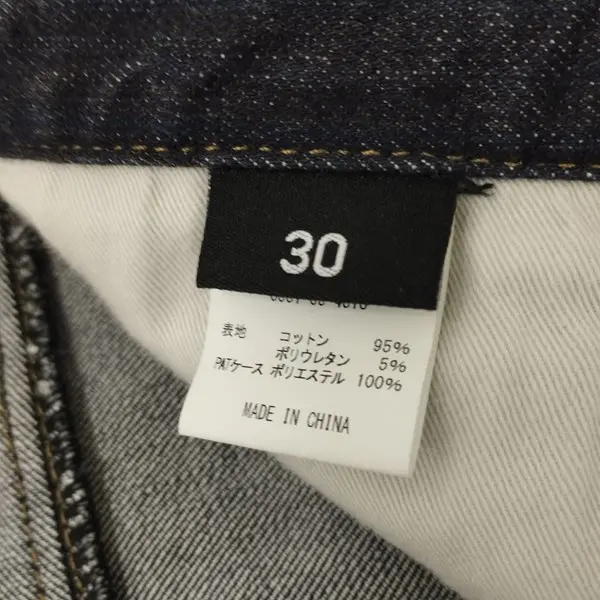 30
表地 コットン 95%
ポリウレタン 5%
PATケース ポリエステル 100%
MADE IN CHINA